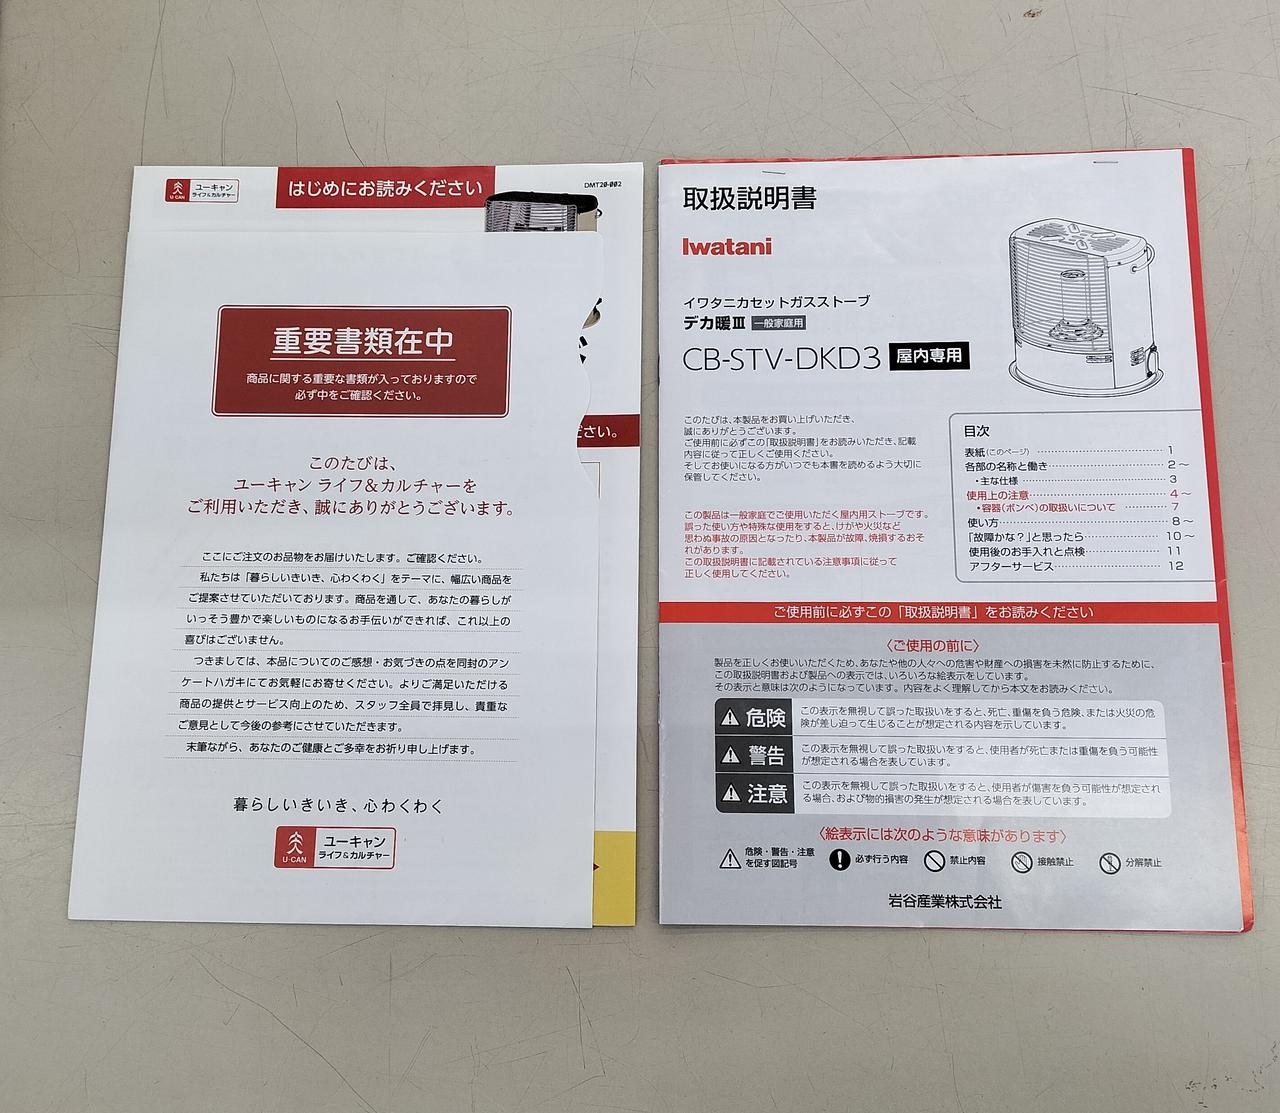 ユーキャン
ライフ&カルチャー
U-CAN
はじめにお読みください
DMT20-002
ださい。
重要書類在中
商品に関する重要な書類が入っておりますので
必ず中をご確認ください。
このたびは、
ユーキャン ライフ&カルチャーを
ご利用いただき、誠にありがとうございます。
ここにご注文のお品物をお届けいたします。ご確認ください。
私たちは「暮らしいきいき、心わくわく」をテーマに、幅広い商品を
ご提案させていただいております。商品を通して、あなたの暮らしが
いっそう豊かで楽しいものになるお手伝いができれば、これ以上の
喜びはございません。
つきましては、本品についてのご感想・お気づきの点を同封のアン
ケートハガキにてお気軽にお寄せください。よりご満足いただける
商品の提供とサービス向上のため、スタッフ全員で拝見し、貴重な
ご意見として今後の参考にさせていただきます。
末筆ながら、あなたのご健康とご多幸をお祈り申し上げます。
暮らしいきいき、心わくわく
ユーキャン
ライフ&カルチャー
U-CAN
取扱説明書
Iwatani
イワタニカセットガスストーブ
デカ暖Ⅲ 一般家庭用
CB-STV-DKD3 屋内専用
このたびは、本製品をお買い上げいただき、
誠にありがとうございます。
ご使用前に必ずこの「取扱説明書」をお読みいただき、記載
内容に従って正しくご使用ください。
そしてお使いになる方がいつでも本書を読めるよう大切に
保管してください。
この製品は一般家庭でご使用いただく屋内用ストーブです。
誤った使い方や特殊な使用をすると、けがや火災など
思わぬ事故の原因となったり、本製品が故障、焼損するおそ
れがあります。
この取扱説明書に記載されている注意事項に従って
正しく使用してください。
目次
表紙(このページ) 1
各部の名称と働き 2~
・主な仕様 3
使用上の注意 4~
・容器(ボンベ)の取扱いについて 7
使い方 8~
「故障かな?」と思ったら 10~
使用後のお手入れと点検 11
アフターサービス 12
ご使用前に必ずこの「取扱説明書」をお読みください
〈ご使用の前に〉
製品を正しくお使いいただくため、あなたや他の人々への危害や財産への損害を未然に防止するために、
この取扱説明書および製品への表示では、いろいろな絵表示をしています。
その表示と意味は次のようになっています。内容をよく理解してから本文をお読みください。
危険 この表示を無視して誤った取扱いをすると、死亡、重傷を負う危険、または火災の危
険が差し迫って生じることが想定される内容を示しています。
警告 この表示を無視して誤った取扱いをすると、使用者が死亡または重傷を負う可能性
が想定される場合を表しています。
注意 この表示を無視して誤った取扱いをすると、使用者が傷害を負う可能性が想定され
る場合、および物的損害の発生が想定される場合を表しています。
〈絵表示には次のような意味があります〉
危険・警告・注意
を促す図記号
必ず行う内容
禁止内容
接触禁止
分解禁止
岩谷産業株式会社